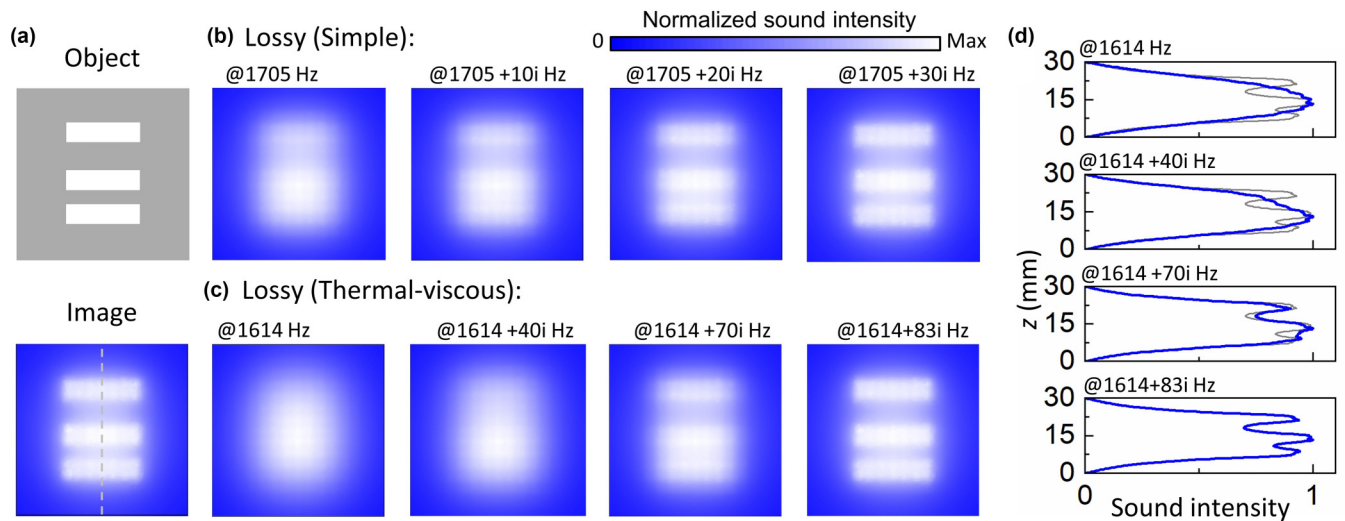 (a)
Object
Image
(b) Lossy (Simple):
Normalized sound intensity
0
Max
@1705 Hz
@1705 +10i Hz
@1705 +20i Hz
@1705 +30i Hz
(c) Lossy (Thermal-viscous):
@1614 Hz
@1614 +40i Hz
@1614 +70i Hz
@1614+83i Hz
(d)
@1614 Hz
30
15
0
@1614 +40i Hz
30
15
0
@1614 +70i Hz
30
15
0
@1614+83i Hz
30
15
0
z (mm)
0
1
Sound intensity